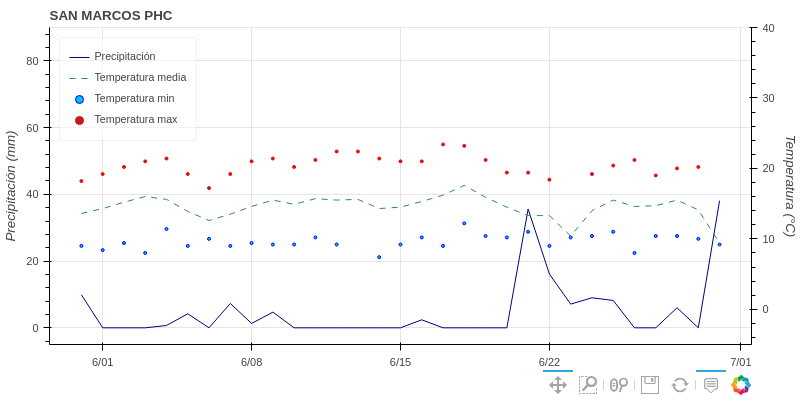 SAN MARCOS PHC
Precipitación
Temperatura media
Temperatura min
Temperatura max
Precipitación (mm)
80
60
40
20
0
Temperatura (°C)
40
30
20
10
0
6/01
6/08
6/15
6/22
7/01